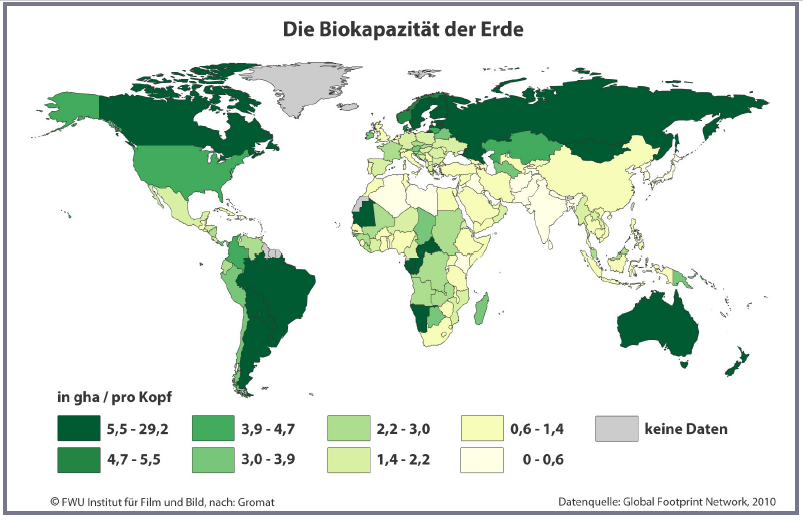 Die Biokapazität der Erde
in gha / pro Kopf
5,5 - 29,2
3,9 - 4,7
2,2 - 3,0
0,6 - 1,4
keine Daten
4,7 - 5,5
3,0 - 3,9
1,4 - 2,2
0 - 0,6
© FWU Institut für Film und Bild, nach: Gromat
Datenquelle: Global Footprint Network, 2010